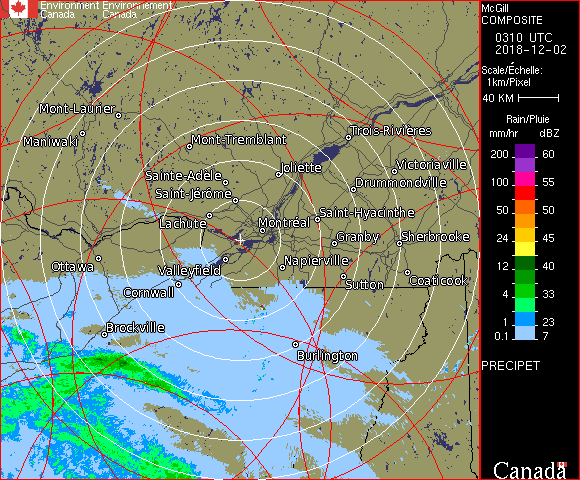 Environment Environnement
Canada Canada
McGill
COMPOSITE
0310 UTC
2018-12-02
Scale/Échelle:
1km/Pixel
40 KM
Rain/Pluie
mm/hr dBZ
200 60
100 55
50 50
24 45
12 40
4 33
1 23
0.1 7
PRECIPET
Canada
Mont-Laurier
Maniwaki
Mont-Tremblant
Trois-Rivières
Joliette
Victoriaville
Sainte-Adèle
Drummondville
Saint-Jérôme
Lachute
Saint-Hyacinthe
Montréal
Granby
Sherbrooke
Ottawa
Valleyfield
Napierville
Cornwall
Sutton
Coaticook
Brockville
Burlington